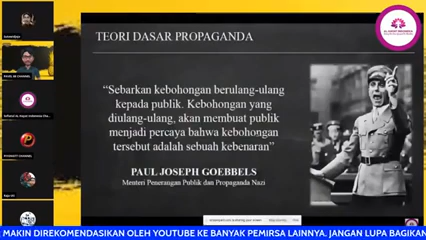 TEORI DASAR PROPAGANDA
“Sebarkan kebohongan berulang-ulang
kepada publik. Kebohongan yang
diulang-ulang, akan membuat publik
menjadi percaya bahwa kebohongan
tersebut adalah sebuah kebenaran”
PAUL JOSEPH GOEBBELS
Menteri Penerangan Publik dan Propaganda Nazi
MAKIN DIREKOMENDASIKAN OLEH YOUTUBE KE BANYAK PEMIRSA LAINNYA. JANGAN LUPA BAGIKAN